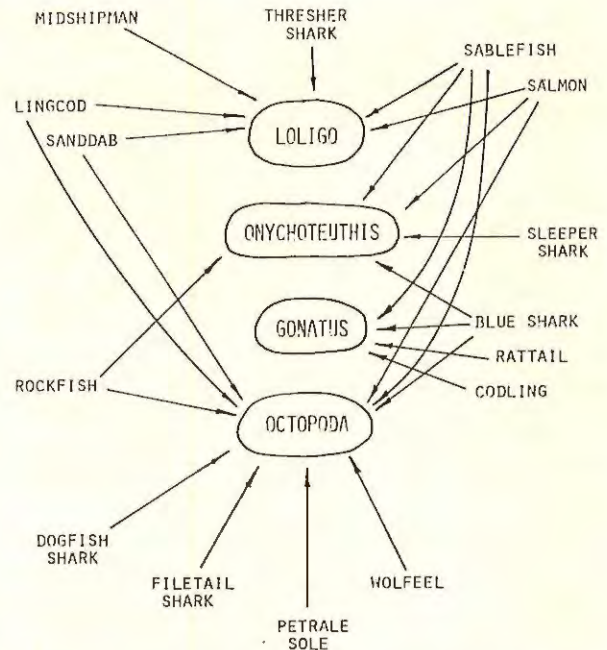 MIDSHIPMAN
THRESHER
SHARK
SABLEFISH
SALMON
LINGCOD
SANDDAB
LOLIGO
ONYCHOTEUTHIS
SLEEPER
SHARK
GONATUS
BLUE SHARK
RATTAIL
CODLING
ROCKFISH
OCTOPODA
DOGFISH
SHARK
FILETAIL
SHARK
WOLFEEL
PETRALE
SOLE